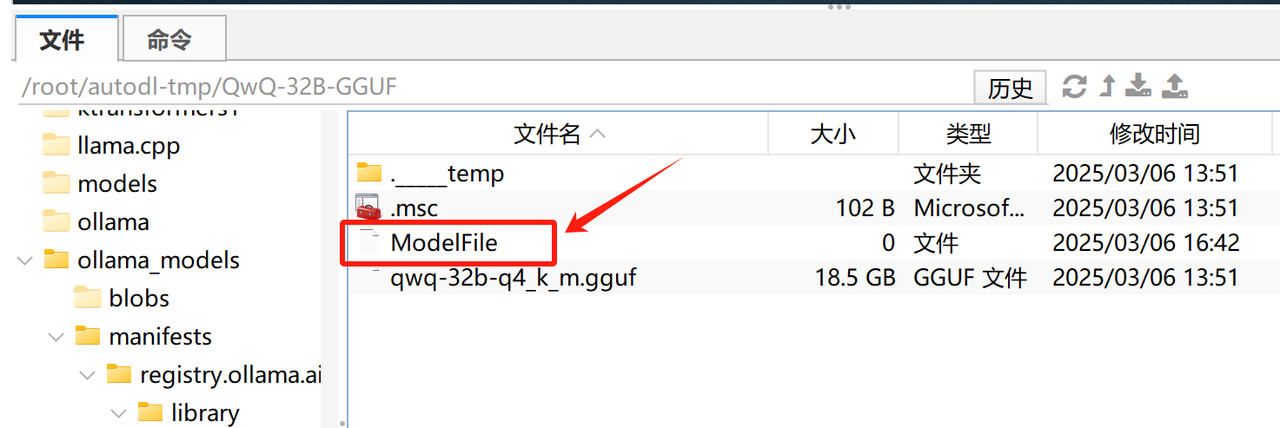 文件 命令
/root/autodl-tmp/QwQ-32B-GGUF 历史
ktransformers1
llama.cpp
models
ollama
ollama_models
blobs
manifests
registry.ollama.ai
library
文件名 大小 类型 修改时间
._____temp 文件夹 2025/03/06 13:51
.msc 102 B Microsof... 2025/03/06 13:51
ModelFile 0 文件 2025/03/06 16:42
qwq-32b-q4_k_m.gguf 18.5 GB GGUF 文件 2025/03/06 13:51